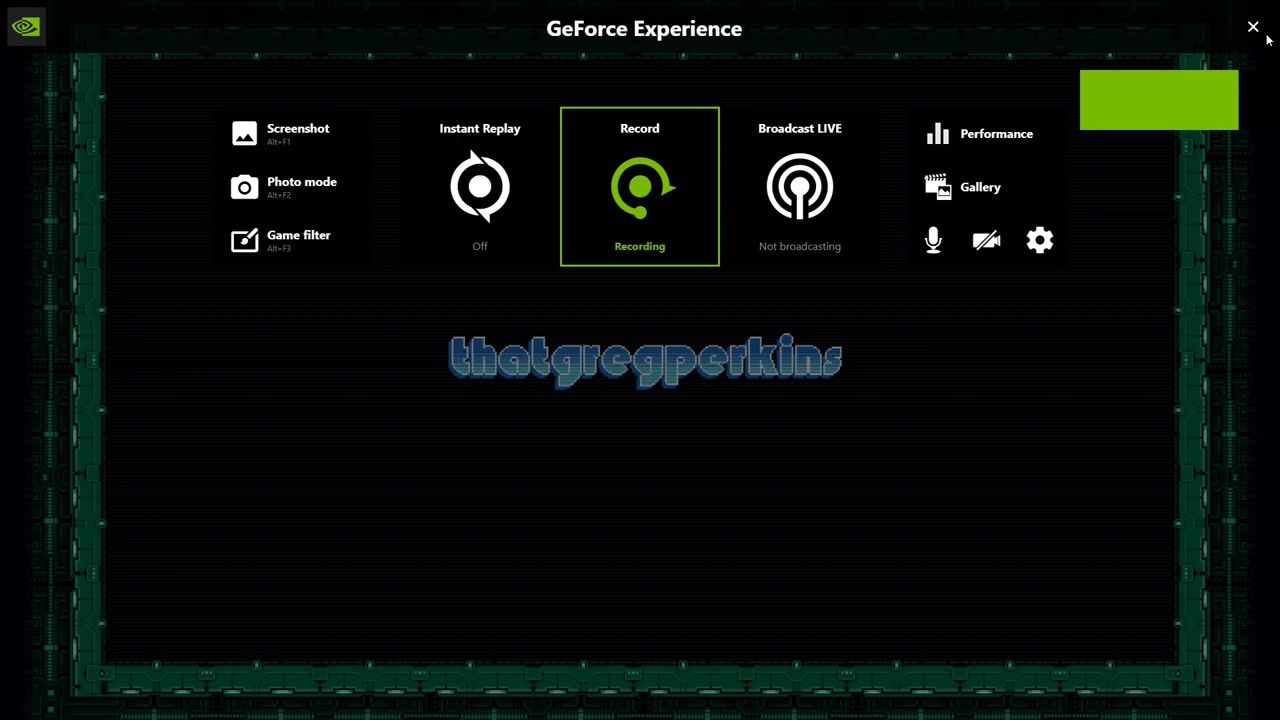 GeForce Experience
Screenshot
Alt+F1
Photo mode
Alt+F2
Game filter
Alt+F3
Instant Replay
Off
Record
Recording
Broadcast LIVE
Not broadcasting
Performance
Gallery
thatgregperkins